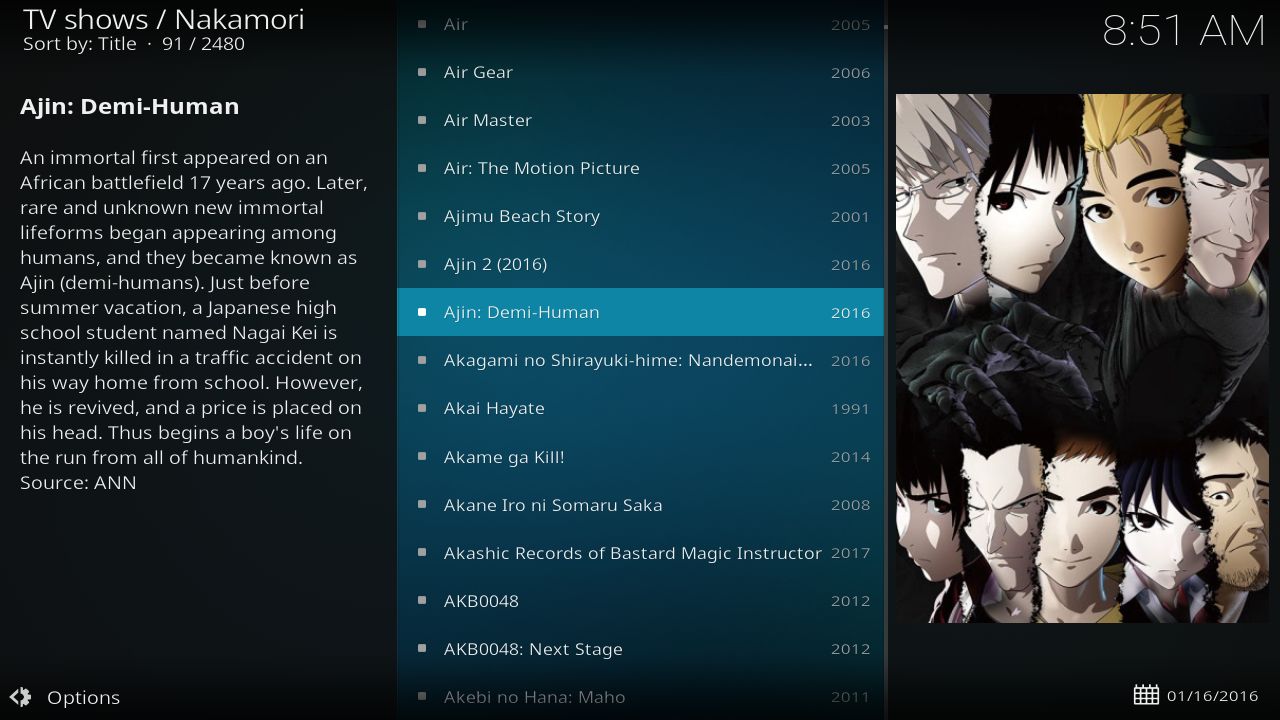 TV shows / Nakamori
Sort by: Title · 91 / 2480
8:51 AM
Ajin: Demi-Human
An immortal first appeared on an
African battlefield 17 years ago. Later,
rare and unknown new immortal
lifeforms began appearing among
humans, and they became known as
Ajin (demi-humans). Just before
summer vacation, a Japanese high
school student named Nagai Kei is
instantly killed in a traffic accident on
his way home from school. However,
he is revived, and a price is placed on
his head. Thus begins a boy's life on
the run from all of humankind.
Source: ANN
Air 2005
Air Gear 2006
Air Master 2003
Air: The Motion Picture 2005
Ajimu Beach Story 2001
Ajin 2 (2016) 2016
Ajin: Demi-Human 2016
Akagami no Shirayuki-hime: Nandemonai... 2016
Akai Hayate 1991
Akame ga Kill! 2014
Akane Iro ni Somaru Saka 2008
Akashic Records of Bastard Magic Instructor 2017
AKB0048 2012
AKB0048: Next Stage 2012
Akebi no Hana: Maho 2011
Options
01/16/2016